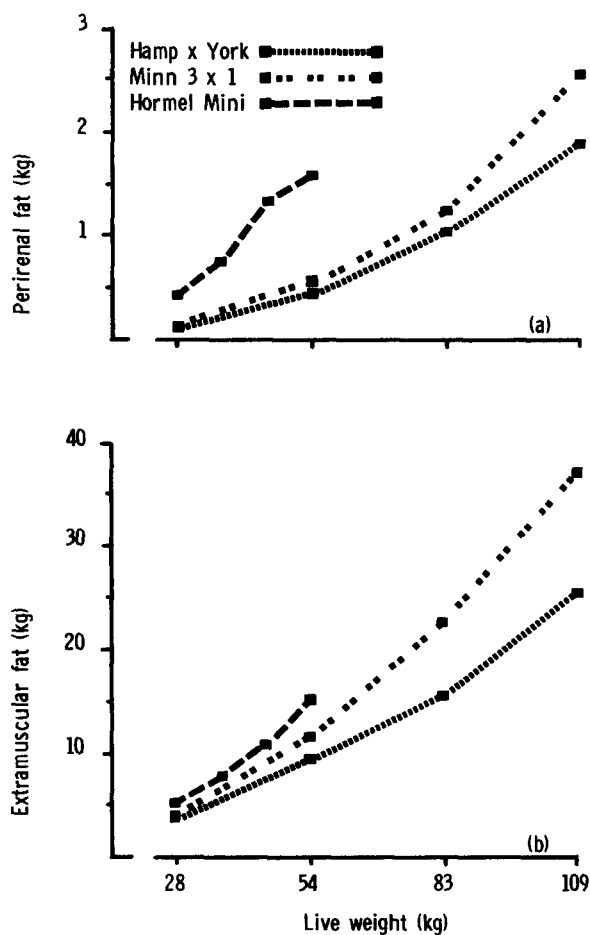 3
Hamp x York
Minn 3 x 1
Hormel Mini
2
1
Perirenal fat (kg)
(a)
40
30
20
10
Extramuscular fat (kg)
(b)
28 54 83 109
Live weight (kg)